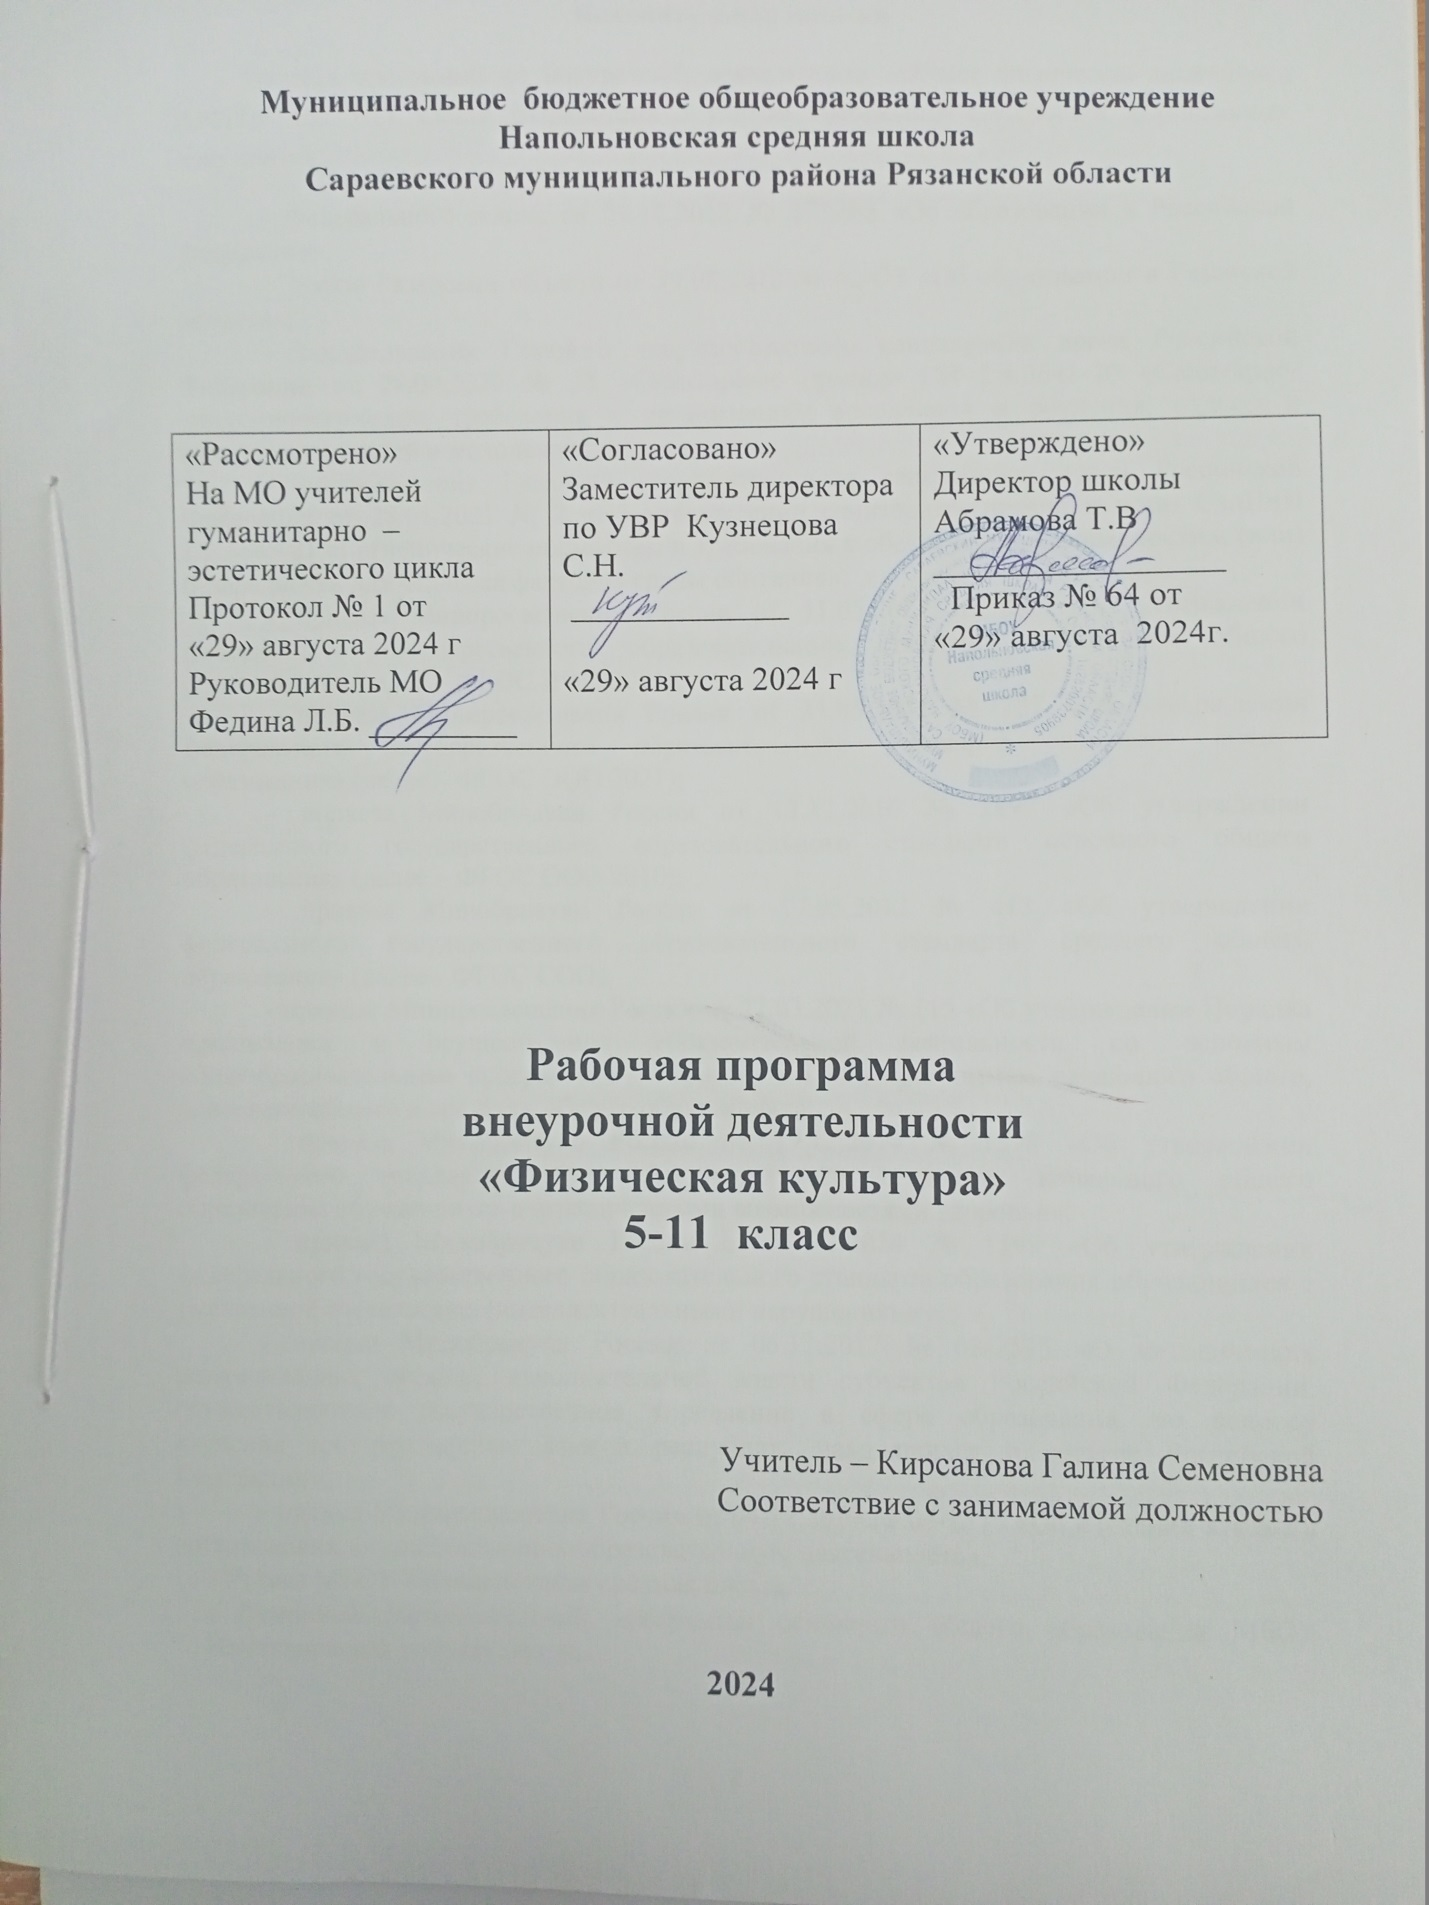 Муниципальное бюджетное общеобразовательное учреждение
Напольновская средняя школа
Сараевского муниципального района Рязанской области
«Рассмотрено»
На МО учителей
гуманитарно –
эстетического цикла
Протокол № 1 от
«29» августа 2024 г
Руководитель МО
Федина Л.Б.
«Согласовано»
Заместитель директора
по УВР Кузнецова
С.Н.
«29» августа 2024 г
«Утверждено»
Директор школы
Абрамова Т.В
Приказ № 64 от
«29» августа 2024г.
Напольновская
средняя
школа
Рабочая программа
внеурочной деятельности
«Физическая культура»
5-11 класс
Учитель – Кирсанова Галина Семеновна
Соответствие с занимаемой должностью
2024